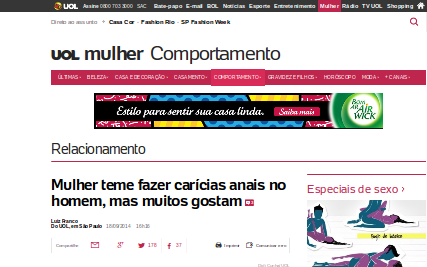 UOL Assine 0800 703 3000 SAC Bate-papo E-mail BOL Notícias Esporte Entretenimento Mulher Rádio TV UOL Shopping
Direto ao assunto + Casa Cor • Fashion Rio • SP Fashion Week
UOL mulher Comportamento
ÚLTIMAS BELEZA CASA E DECORAÇÃO CASAMENTO COMPORTAMENTO GRAVIDEZ E FILHOS HORÓSCOPO MODA + CANAIS
Estilo para sentir sua casa linda. Saiba mais
Bom AR AIR WICK
Relacionamento
Mulher teme fazer carícias anais no
homem, mas muitos gostam
Especiais de sexo ›
Do UOL, em São Paulo 18/09/2014 16h15
Compartilhe 178 37 Imprimir Comunicar erro